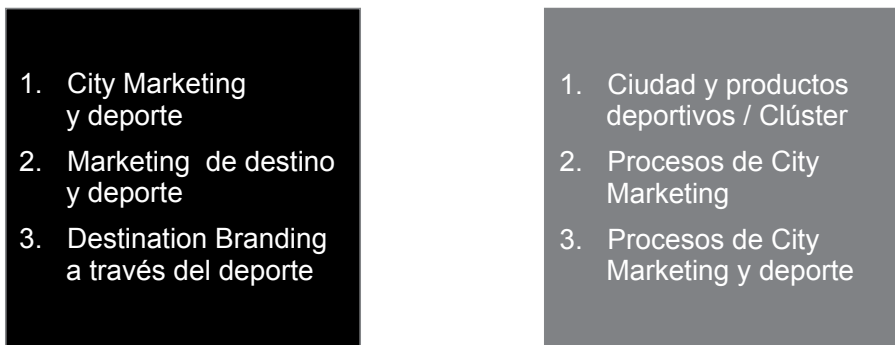 1. City Marketing
y deporte
2. Marketing de destino
y deporte
3. Destination Branding
a través del deporte
1. Ciudad y productos
deportivos / Clúster
2. Procesos de City
Marketing
3. Procesos de City
Marketing y deporte